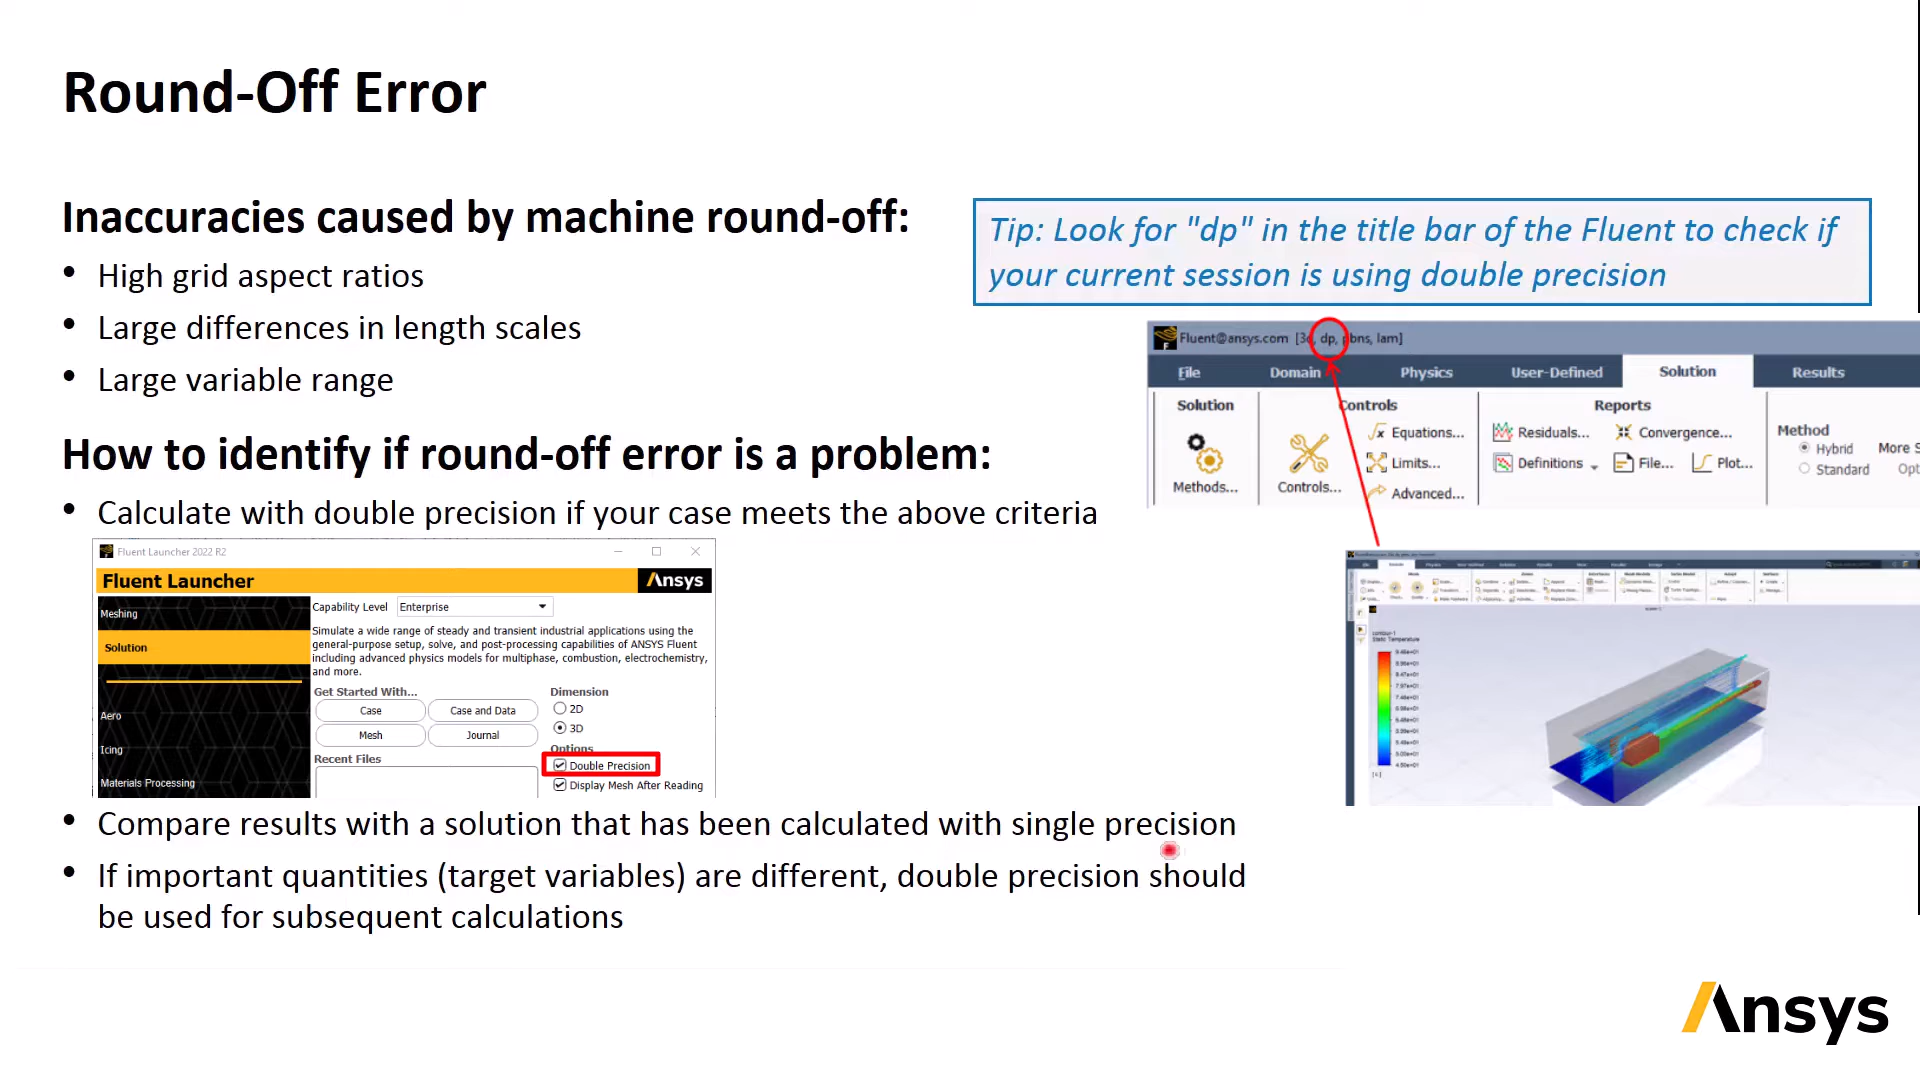 Round-Off Error
Inaccuracies caused by machine round-off:
• High grid aspect ratios
• Large differences in length scales
• Large variable range
Tip: Look for "dp" in the title bar of the Fluent to check if
your current session is using double precision
Fluent@ansys.com [3d, dp, pbns, lam]
File Domain Physics User-Defined Solution Results
Solution Controls Reports
Methods...
Controls...
Equations...
Limits...
Advanced...
Residuals... Convergence...
Definitions File... Plot...
Method
Hybrid More S
Standard Opt
How to identify if round-off error is a problem:
• Calculate with double precision if your case meets the above criteria
Fluent Launcher 2022 R2
Fluent Launcher Ansys
Meshing
Solution
Aero
Icing
Materials Processing
Capability Level Enterprise
Simulate a wide range of steady and transient industrial applications using the
general-purpose setup, solve, and post-processing capabilities of ANSYS Fluent
including advanced physics models for multiphase, combustion, electrochemistry,
and more.
Get Started With... Dimension
Case Case and Data 2D
Mesh Journal 3D
Recent Files Options
Double Precision
Display Mesh After Reading
contour-1
Static Temperature
• Compare results with a solution that has been calculated with single precision
• If important quantities (target variables) are different, double precision should
be used for subsequent calculations
Ansys